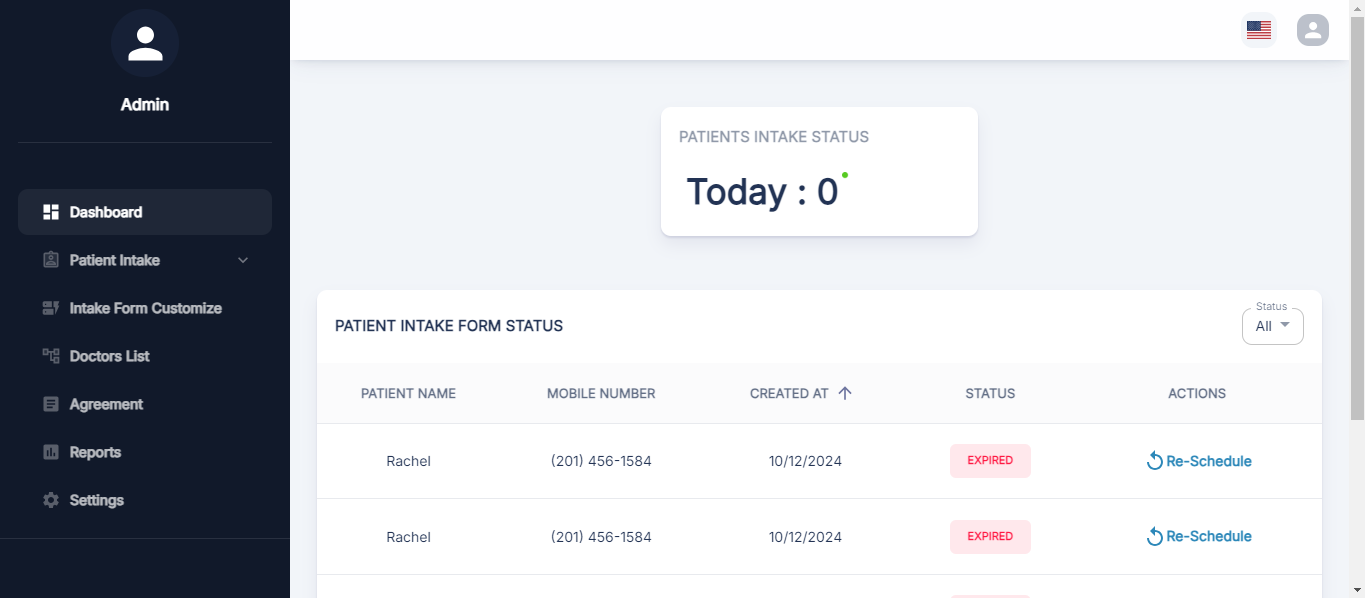 Admin
Dashboard
Patient Intake
Intake Form Customize
Doctors List
Agreement
Reports
Settings
PATIENTS INTAKE STATUS
Today : 0
PATIENT INTAKE FORM STATUS
Status
All
PATIENT NAME MOBILE NUMBER CREATED AT STATUS ACTIONS
Rachel (201) 456-1584 10/12/2024 EXPIRED Re-Schedule
Rachel (201) 456-1584 10/12/2024 EXPIRED Re-Schedule